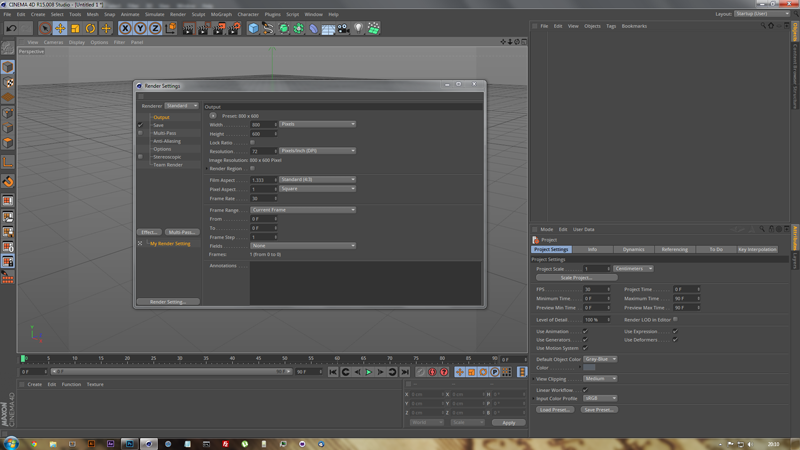 CINEMA 4D R15.008 Studio - [Untitled 1 *]
File Edit Create Select Tools Mesh Snap Animate Simulate Render Sculpt MoGraph Character Plugins Script Window Help
Layout: Startup (User)
View Cameras Display Options Filter Panel
Perspective
File Edit View Objects Tags Bookmarks
Objects
Content Browser
Structure
Render Settings
Renderer Standard
Output
Save
Multi-Pass
Anti-Aliasing
Options
Stereoscopic
Team Render
Effect... Multi-Pass...
My Render Setting
Render Setting...
Output
Preset: 800 x 600
Width 800 Pixels
Height 600
Lock Ratio
Resolution 72 Pixels/Inch (DPI)
Image Resolution: 800 x 600 Pixel
Render Region
Film Aspect 1.333 Standard (4:3)
Pixel Aspect 1 Square
Frame Rate 30
Frame Range Current Frame
From 0 F
To 0 F
Frame Step 1
Fields None
Frames: 1 (from 0 to 0)
Annotations
Mode Edit User Data
Attributes
Layers
Project
Project Settings Info Dynamics Referencing To Do Key Interpolation
Project Settings
Project Scale 1 Centimeters
Scale Project...
FPS 30 Project Time 0 F
Minimum Time 0 F Maximum Time 90 F
Preview Min Time 0 F Preview Max Time 90 F
Level of Detail 100 % Render LOD in Editor
Use Animation Use Expression
Use Generators Use Deformers
Use Motion System
Default Object Color Gray-Blue
Color
View Clipping Medium
Linear Workflow
Input Color Profile sRGB
Load Preset... Save Preset...
0 5 10 15 20 25 30 35 40 45 50 55 60 65 70 75 80 85 90 0 F
0 F 0 F 90 F 90 F
Create Edit Function Texture
X 0 cm X 0 cm H 0 °
Y 0 cm Y 0 cm P 0 °
Z 0 cm Z 0 cm B 0 °
World Scale Apply
MAXON CINEMA 4D
20:10